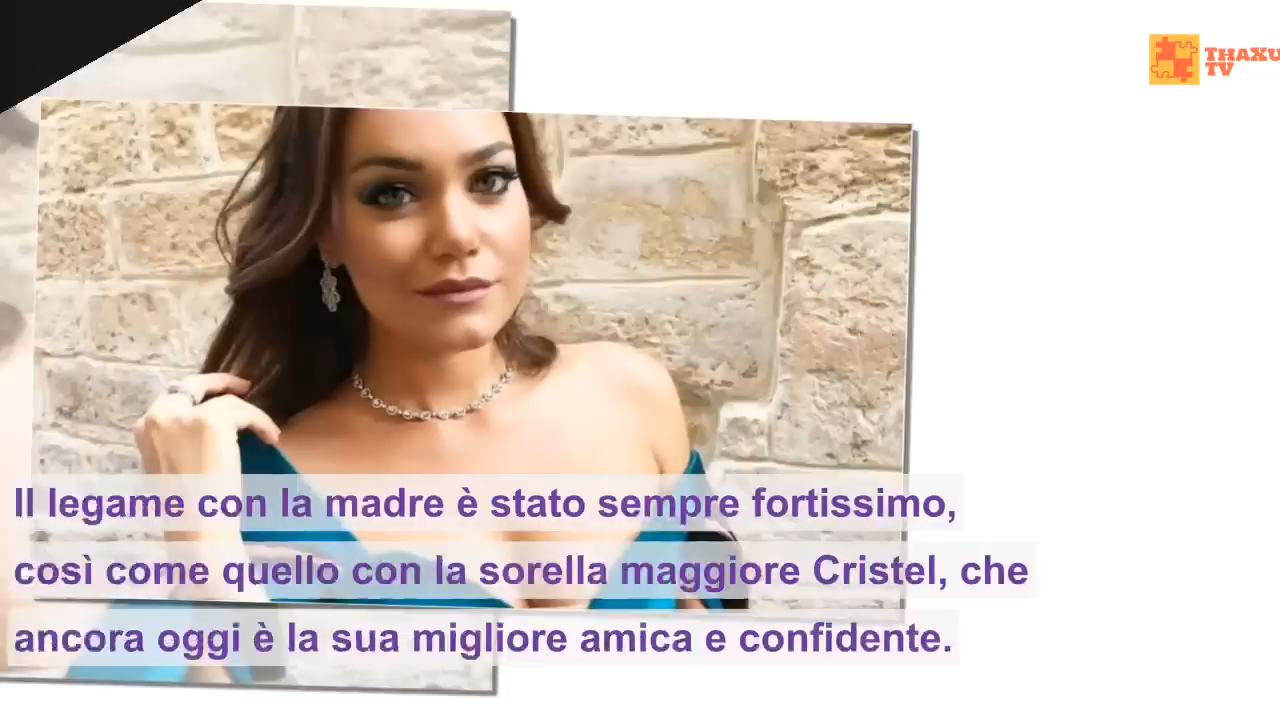 THAXU
TV
Il legame con la madre è stato sempre fortissimo,
così come quello con la sorella maggiore Cristel, che
ancora oggi è la sua migliore amica e confidente.